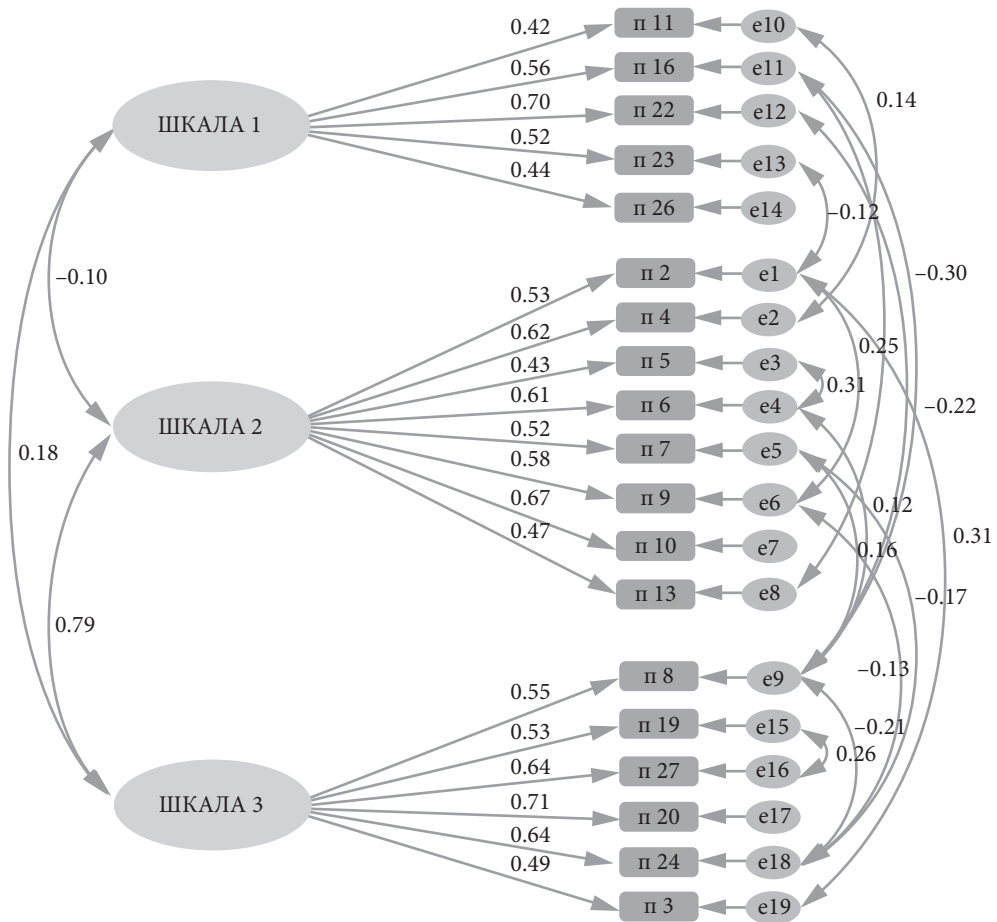 0.42
п 11
e10
0.56
п 16
e11
0.70
п 22
e12
0.14
ШКАЛА 1
0.52
п 23
e13
0.44
п 26
e14
–0.12
–0.10
0.53
п 2
e1
–0.30
0.62
п 4
e2
0.25
0.43
п 5
e3
0.31
0.61
п 6
e4
–0.22
ШКАЛА 2
0.52
п 7
e5
0.18
0.58
п 9
e6
0.12
0.67
п 10
e7
0.16
0.31
0.47
п 13
e8
–0.17
0.79
0.55
п 8
e9
–0.13
0.53
п 19
e15
–0.21
0.64
п 27
e16
0.26
ШКАЛА 3
0.71
п 20
e17
0.64
п 24
e18
0.49
п 3
e19